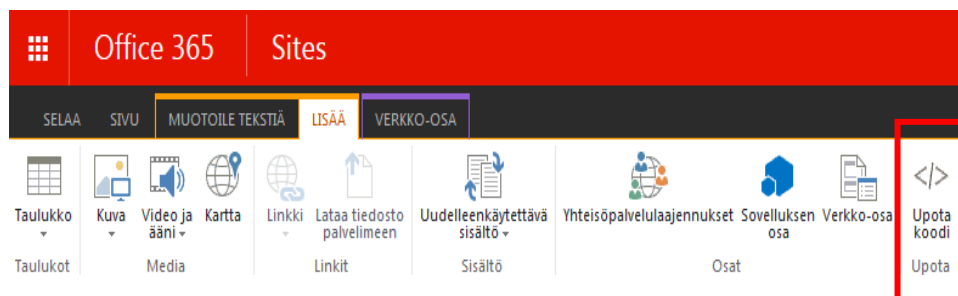 Office 365 Sites
SELAA SIVU MUOTOILE TEKSTIÄ LISÄÄ VERKKO-OSA
Taulukko Kuva Video ja Kartta Linkki Lataa tiedosto Uudelleenkäytettävä Yhteisöpalvelulaajennukset Sovelluksen Verkko-osa Upota
ääni palvelimeen sisältö osa koodi
Taulukot Media Linkit Sisältö Osat Upota